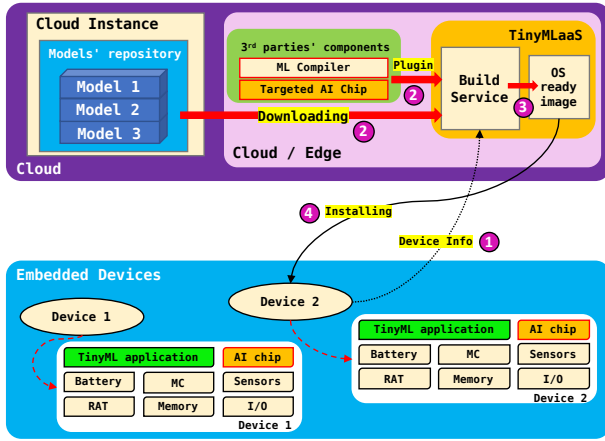 Cloud Instance
Models' repository
Model 1
Model 2
Model 3
Cloud
3rd parties' components
ML Compiler
Targeted AI Chip
Plugin
2
Downloading
2
Cloud / Edge
TinyMLaaS
Build
Service
3
OS
ready
image
4 Installing
Device Info 1
Embedded Devices
Device 1
Device 2
TinyML application AI chip
Battery MC Sensors
RAT Memory I/O
Device 1
TinyML application AI chip
Battery MC Sensors
RAT Memory I/O
Device 2